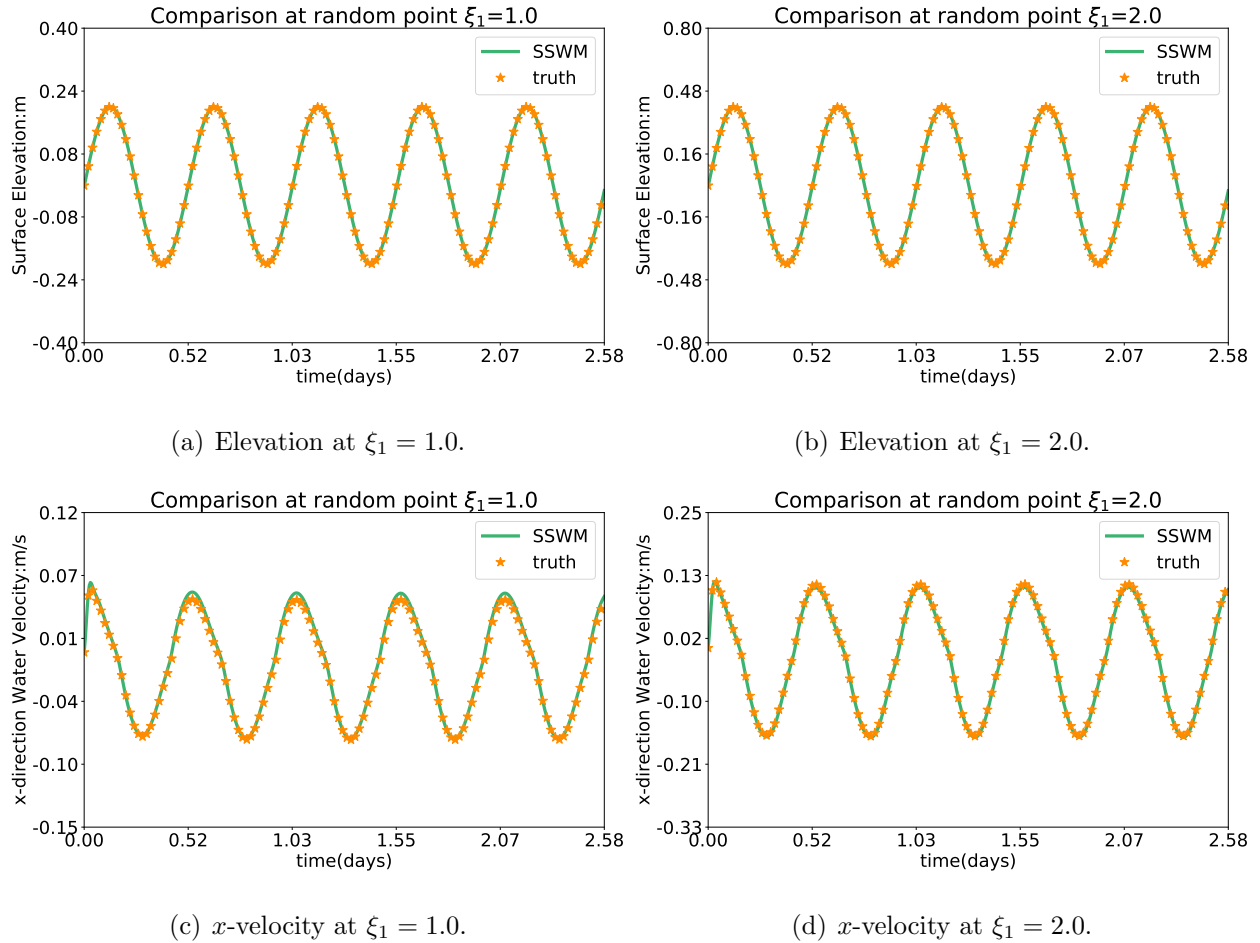 Comparison at random point ξ₁=1.0
0.40
0.24
0.08
-0.08
-0.24
-0.40
Surface Elevation:m
SSWM
truth
0.00 0.52 1.03 1.55 2.07 2.58
time(days)
(a) Elevation at ξ₁ = 1.0.
Comparison at random point ξ₁=2.0
0.80
0.48
0.16
-0.16
-0.48
-0.80
Surface Elevation:m
SSWM
truth
0.00 0.52 1.03 1.55 2.07 2.58
time(days)
(b) Elevation at ξ₁ = 2.0.
Comparison at random point ξ₁=1.0
0.12
0.07
0.01
-0.04
-0.10
-0.15
x-direction Water Velocity:m/s
SSWM
truth
0.00 0.52 1.03 1.55 2.07 2.58
time(days)
(c) x-velocity at ξ₁ = 1.0.
Comparison at random point ξ₁=2.0
0.25
0.13
0.02
-0.10
-0.21
-0.33
x-direction Water Velocity:m/s
SSWM
truth
0.00 0.52 1.03 1.55 2.07 2.58
time(days)
(d) x-velocity at ξ₁ = 2.0.